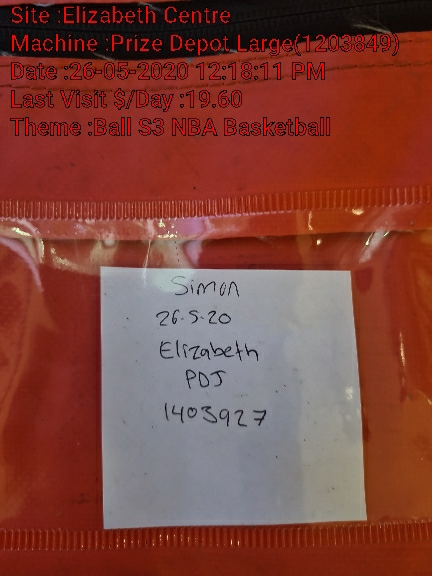 Site :Elizabeth Centre
Machine :Prize Depot Large(1203849)
Date :26-05-2020 12:18:11 PM
Last Visit $/Day :19.60
Theme :Ball S3 NBA Basketball
Simon
26-5-20
Elizabeth
PDJ
1403927